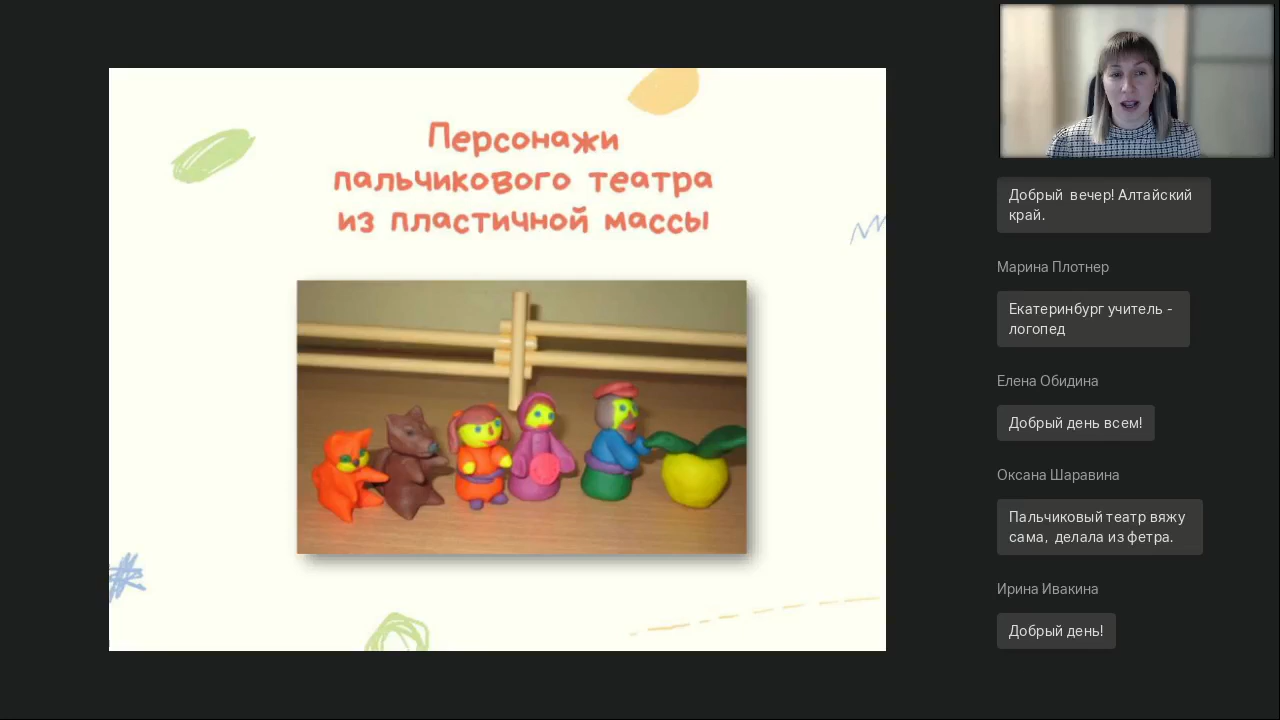 Персонажи
пальчикового театра
из пластичной массы
Добрый вечер! Алтайский
край.
Марина Плотнер
Екатеринбург учитель -
логопед
Елена Обидина
Добрый день всем!
Оксана Шаравина
Пальчиковый театр вяжу
сама, делала из фетра.
Ирина Ивакина
Добрый день!